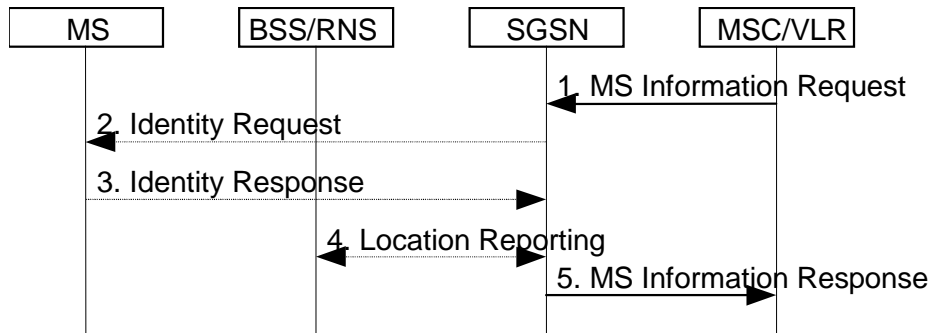 MS BSS/RNS SGSN MSC/VLR
1. MS Information Request
2. Identity Request
3. Identity Response
4. Location Reporting
5. MS Information Response